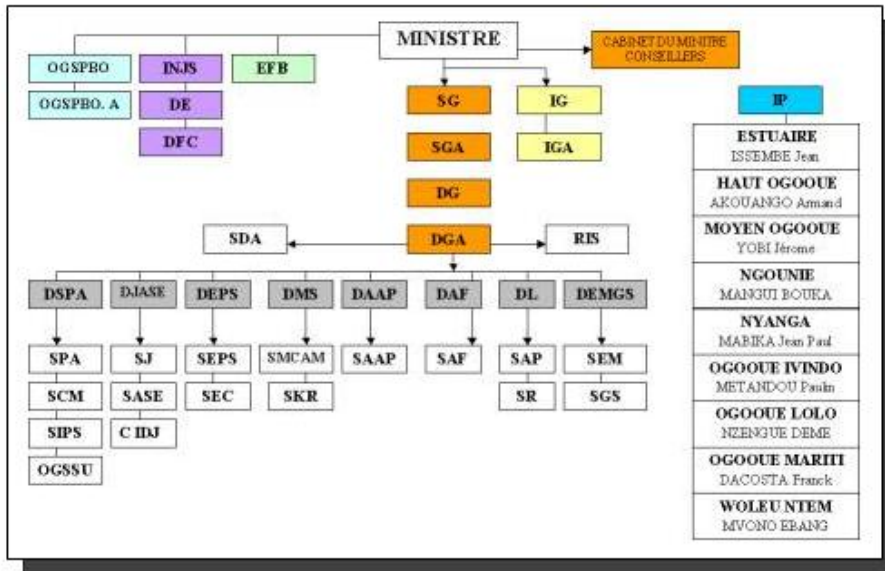 MINISTRE
CABINET DU MINITRE
CONSEILLERS
OGSPBO
INJS
EFB
OGSPBO. A
DE
DFC
SG
IG
SGA
IGA
DG
SDA
DGA
RIS
DSPA
DJASE
DEPS
DMS
DAAP
DAF
DL
DEMGS
SPA
SJ
SEPS
SMCAM
SAAP
SAF
SAP
SEM
SCM
SASE
SEC
SKR
SR
SGS
SIPS
C IDJ
OGSSU
IP
ESTUAIRE
ISSEMBE Jean
HAUT OGOOUE
AKOUANGO Armand
MOYEN OGOOUE
YOBI Jérome
NGOUNIE
MANGUI BOUKA
NYANGA
MABIKA Jean Paul
OGOOUE IVINDO
METANDOU Paulin
OGOOUE LOLO
NZENGUE DEME
OGOOUE MARITI
DACOSTA Franck
WOLEU NTEM
MVONO EBANG